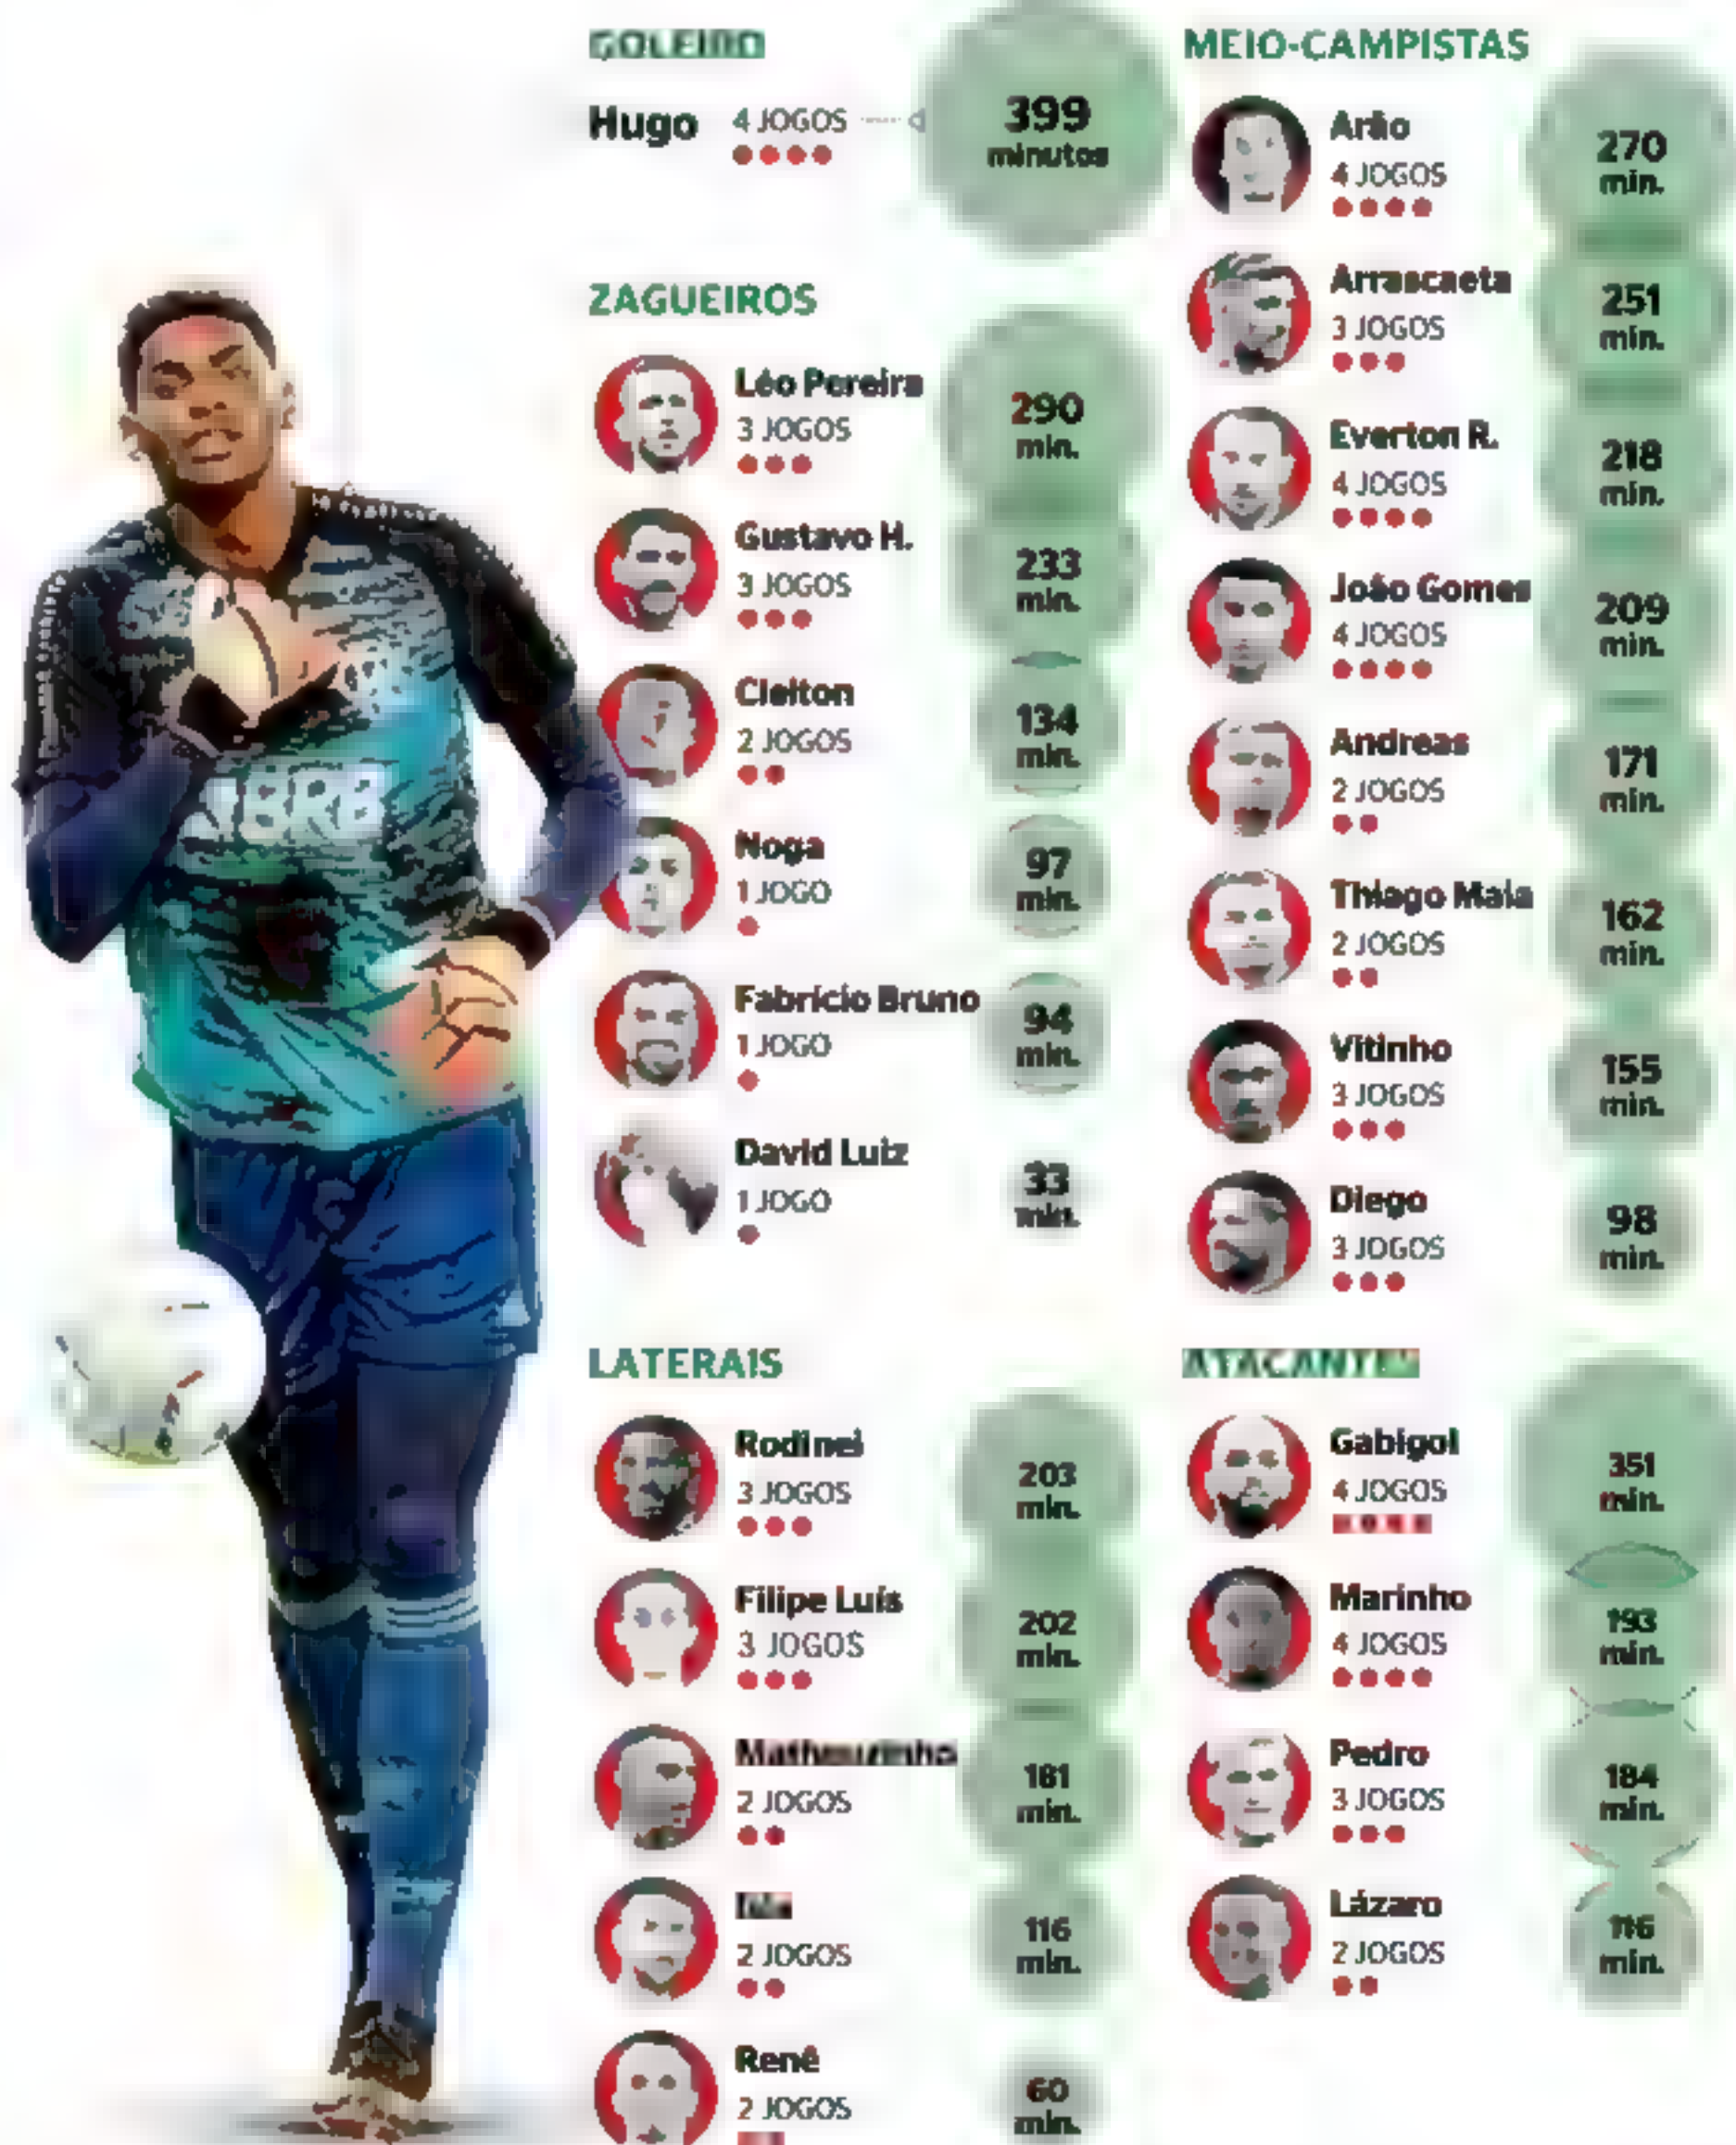 GOLEIRO
Hugo
4 JOGOS
399
minutos
ZAGUEIROS
Léo Pereira
3 JOGOS
290
min.
Gustavo H.
3 JOGOS
233
min.
Cleiton
2 JOGOS
134
min.
Noga
1 JOGO
97
min.
Fabrício Bruno
1 JOGO
94
min.
David Luiz
1 JOGO
33
min.
LATERAIS
Rodinei
3 JOGOS
203
min.
Filipe Luís
3 JOGOS
202
min.
Matheuzinho
2 JOGOS
181
min.
Isla
2 JOGOS
116
min.
Renê
2 JOGOS
60
min.
MEIO-CAMPISTAS
Arão
4 JOGOS
270
min.
Arrascaeta
3 JOGOS
251
min.
Everton R.
4 JOGOS
218
min.
João Gomes
4 JOGOS
209
min.
Andreas
2 JOGOS
171
min.
Thiago Maia
2 JOGOS
162
min.
Vitinho
3 JOGOS
155
min.
Diego
3 JOGOS
98
min.
ATACANTES
Gabigol
4 JOGOS
351
min.
Marinho
4 JOGOS
193
min.
Pedro
3 JOGOS
184
min.
Lázaro
2 JOGOS
116
min.
BRB